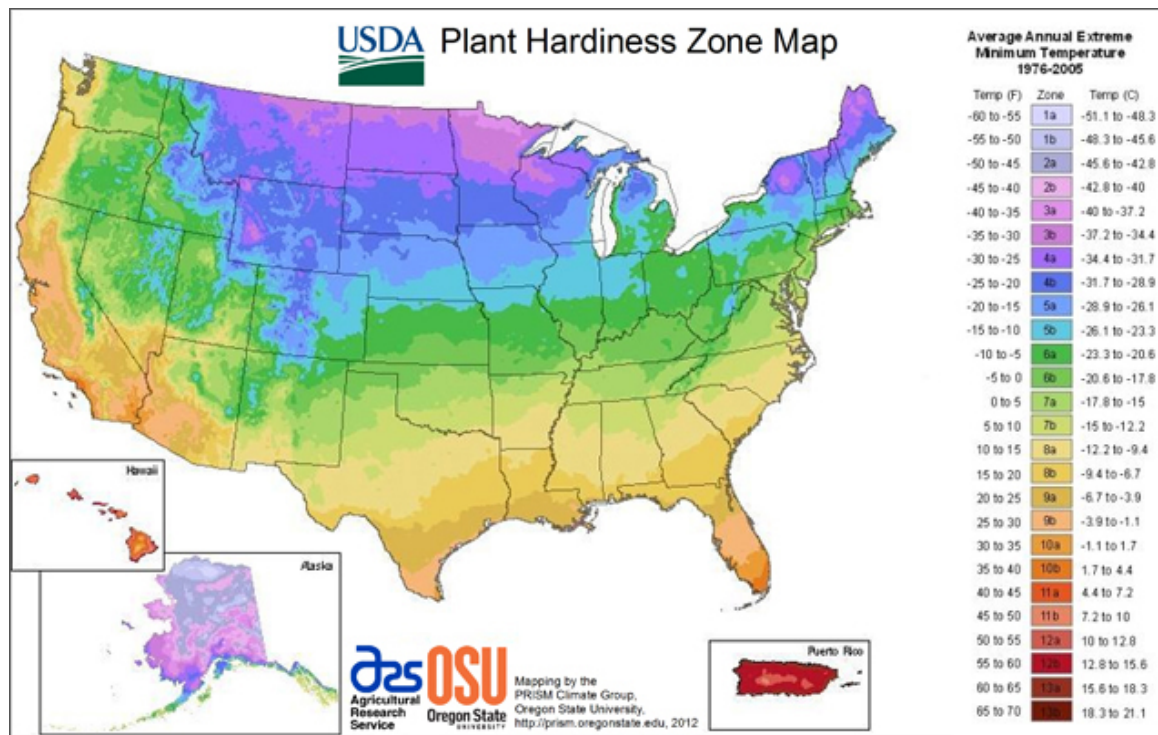 USDA
Plant Hardiness Zone Map
Average Annual Extreme
Minimum Temperature
1976-2005
Temp (F) Zone Temp (C)
-60 to -55 1a -51.1 to -48.3
-55 to -50 1b -48.3 to -45.6
-50 to -45 2a -45.6 to -42.8
-45 to -40 2b -42.8 to -40
-40 to -35 3a -40 to -37.2
-35 to -30 3b -37.2 to -34.4
-30 to -25 4a -34.4 to -31.7
-25 to -20 4b -31.7 to -28.9
-20 to -15 5a -28.9 to -26.1
-15 to -10 5b -26.1 to -23.3
-10 to -5 6a -23.3 to -20.6
-5 to 0 6b -20.6 to -17.8
0 to 5 7a -17.8 to -15
5 to 10 7b -15 to -12.2
10 to 15 8a -12.2 to -9.4
15 to 20 8b -9.4 to -6.7
20 to 25 9a -6.7 to -3.9
25 to 30 9b -3.9 to -1.1
30 to 35 10a -1.1 to 1.7
35 to 40 10b 1.7 to 4.4
40 to 45 11a 4.4 to 7.2
45 to 50 11b 7.2 to 10
50 to 55 12a 10 to 12.8
55 to 60 12b 12.8 to 15.6
60 to 65 13a 15.6 to 18.3
65 to 70 13b 18.3 to 21.1
Hawaii
Alaska
Puerto Rico
ars
Agricultural
Research
Service
OSU
Oregon State
UNIVERSITY
Mapping by the
PRISM Climate Group,
Oregon State University,
http://prism.oregonstate.edu, 2012